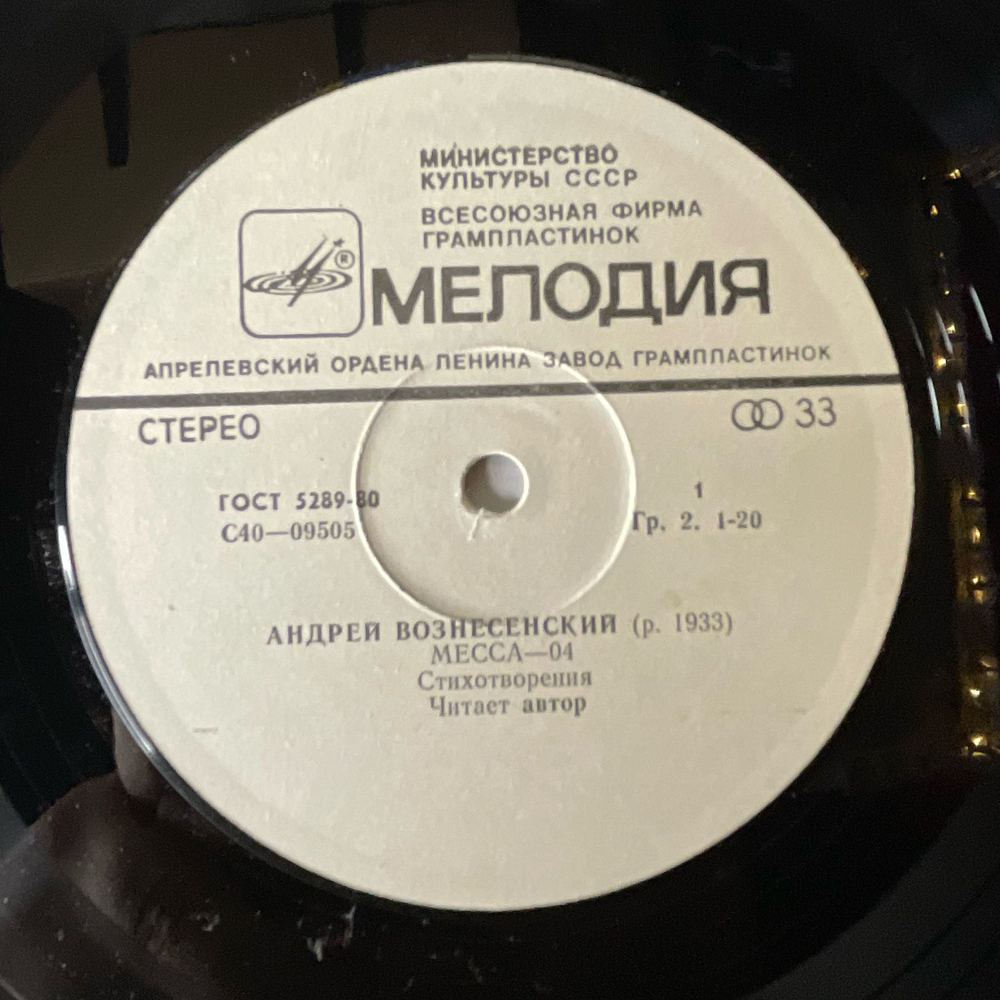 МИНИСТЕРСТВО
КУЛЬТУРЫ СССР
ВСЕСОЮЗНАЯ ФИРМА
ГРАМПЛАСТИНОК
®
МЕЛОДИЯ
АПРЕЛЕВСКИЙ ОРДЕНА ЛЕНИНА ЗАВОД ГРАМПЛАСТИНОК
СТЕРЕО
33
ГОСТ 5289-80
1
С40—09505
Гр. 2. 1-20
АНДРЕЙ ВОЗНЕСЕНСКИЙ (р. 1933)
МЕССА—04
Стихотворения
Читает автор